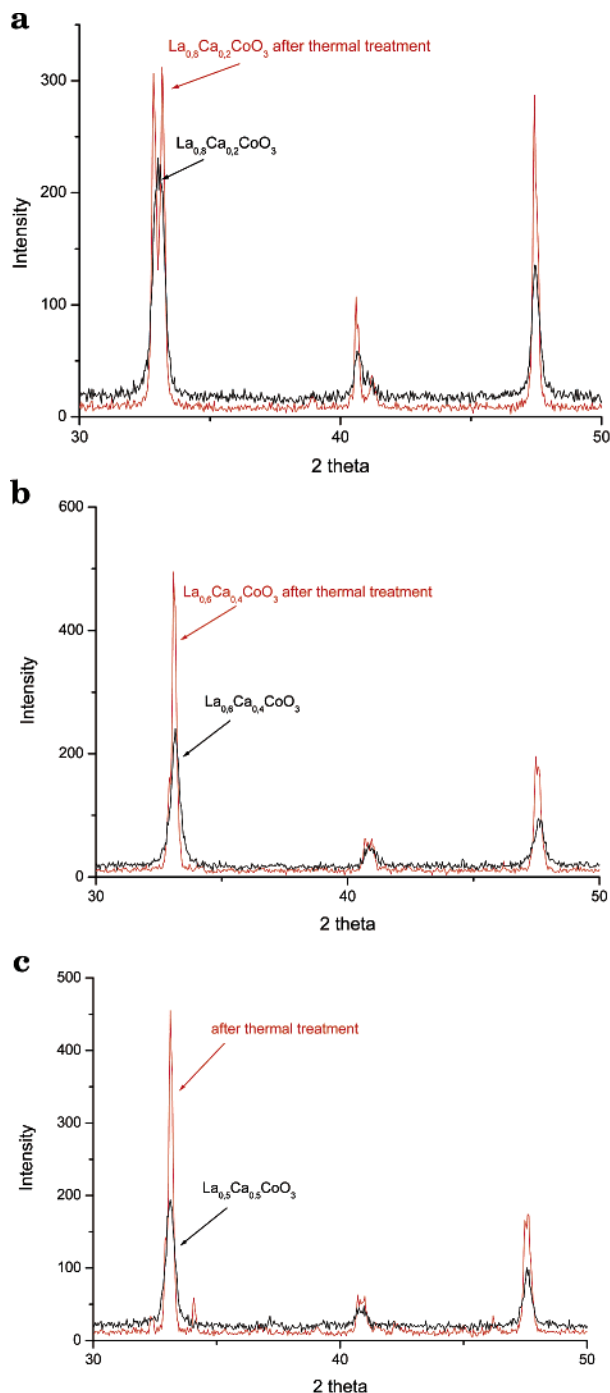 a
La0,8Ca0,2CoO3 after thermal treatment
La0,8Ca0,2CoO3
300
200
100
0
30
40
50
Intensity
2 theta
b
600
La0,6Ca0,4CoO3 after thermal treatment
La0,6Ca0,4CoO3
400
200
0
30
40
50
Intensity
2 theta
c
500
after thermal treatment
La0,5Ca0,5CoO3
400
300
200
100
0
30
40
50
Intensity
2 theta